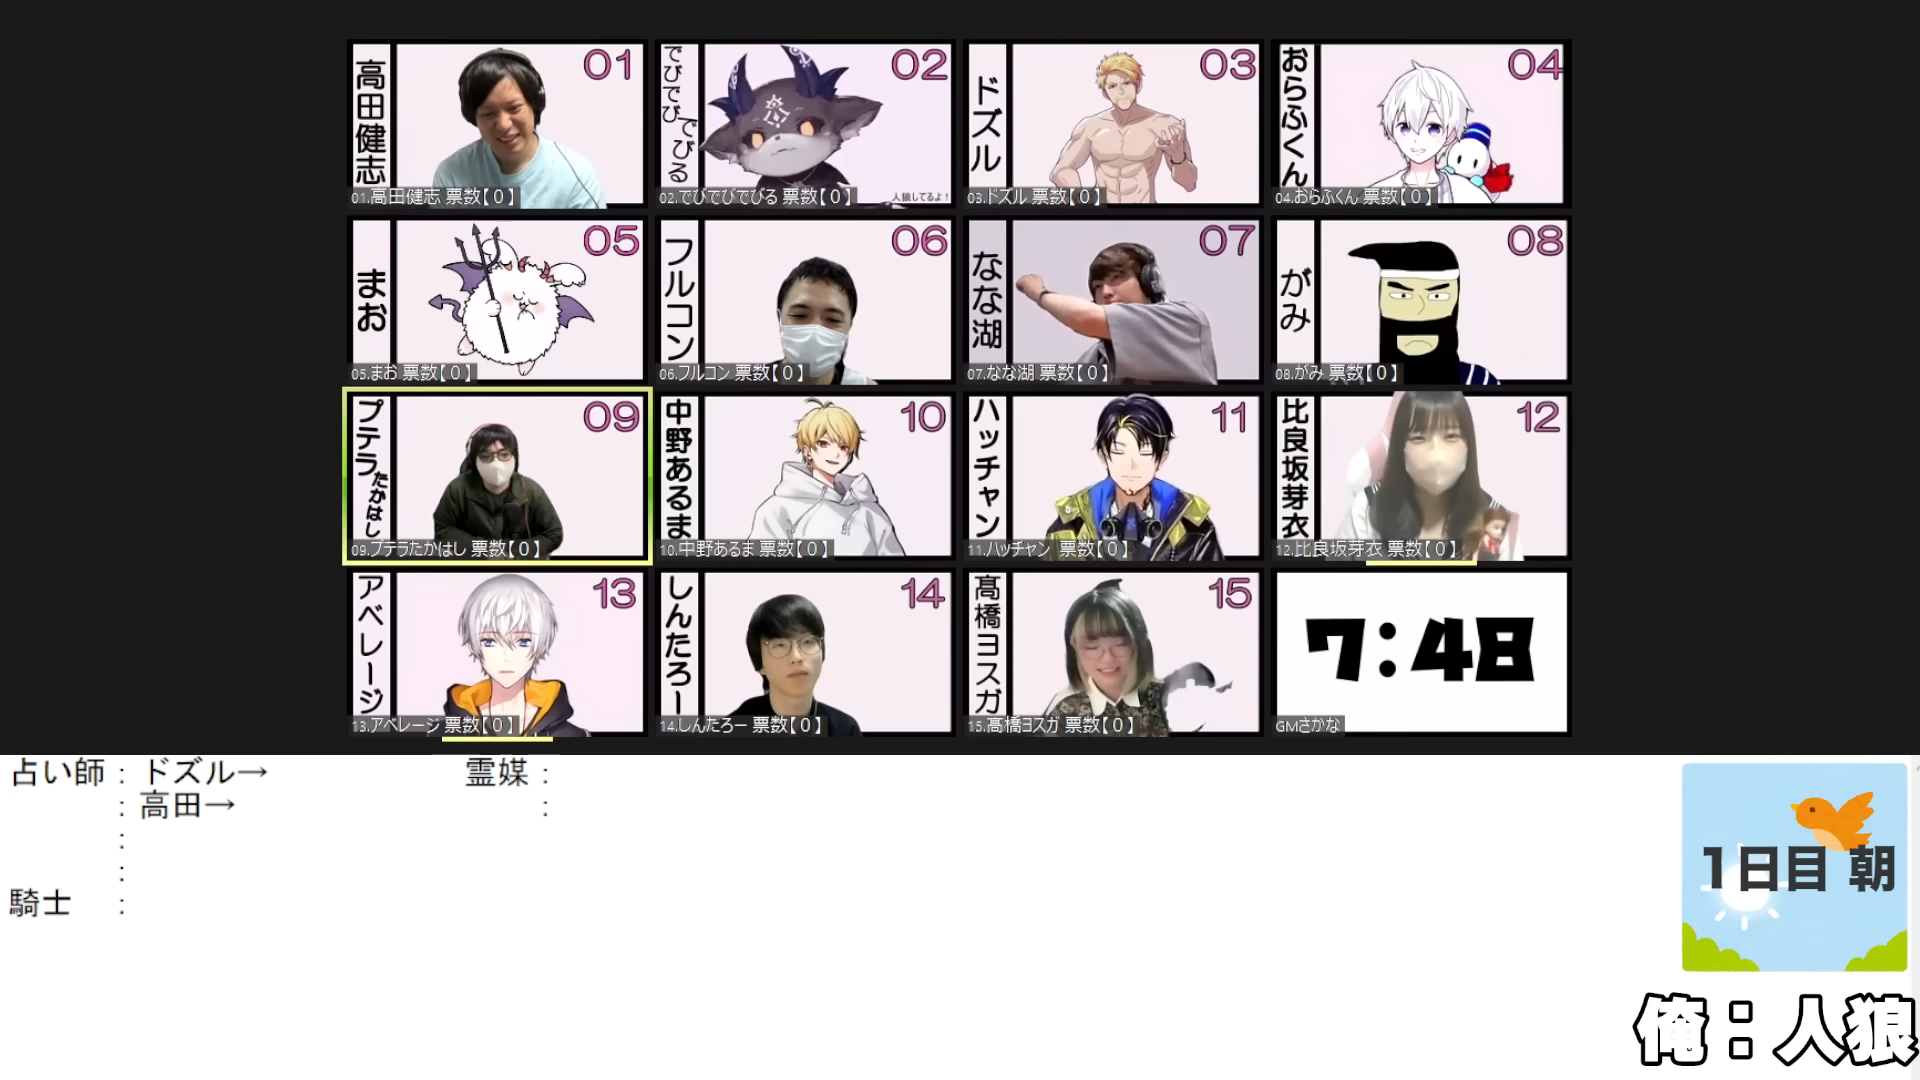 高田健志
01
01.高田健志 票数【０】
でびでびでびる
02
02.でびでびでびる 票数【０】
人狼してるよ！
ドズル
03
03.ドズル 票数【０】
おらふくん
04
04.おらふくん 票数【０】
まお
05
05.まお 票数【０】
フルコン
06
06.フルコン 票数【０】
なな湖
07
07.なな湖 票数【０】
がみ
08
08.がみ 票数【０】
プテラたかはし
09
09.プテラたかはし 票数【０】
中野あるま
10
10.中野あるま 票数【０】
ハッチャン
11
11.ハッチャン 票数【０】
比良坂芽衣
12
12.比良坂芽衣 票数【０】
アベレージ
13
13.アベレージ 票数【０】
しんたろー
14
14.しんたろー 票数【０】
髙橋ヨスガ
15
15.髙橋ヨスガ 票数【０】
7:48
GMさかな
占い師 : ドズル→
: 高田→
:
:
騎士 :
霊媒 :
:
1日目 朝
俺：人狼